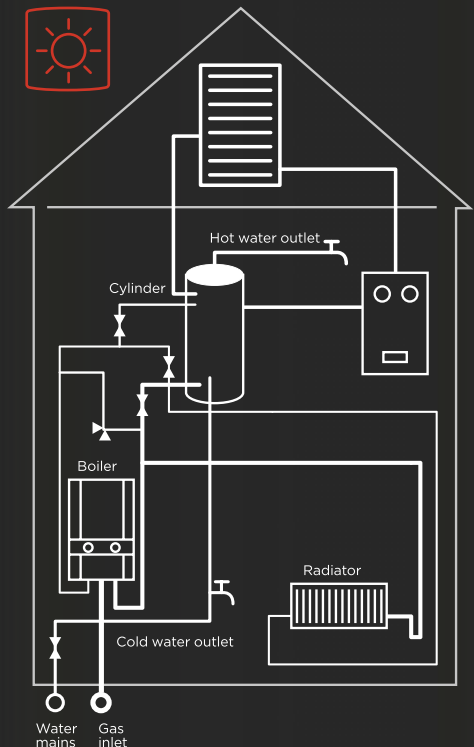 Hot water outlet
Cylinder
Boiler
Radiator
Cold water outlet
Water
mains
Gas
inlet